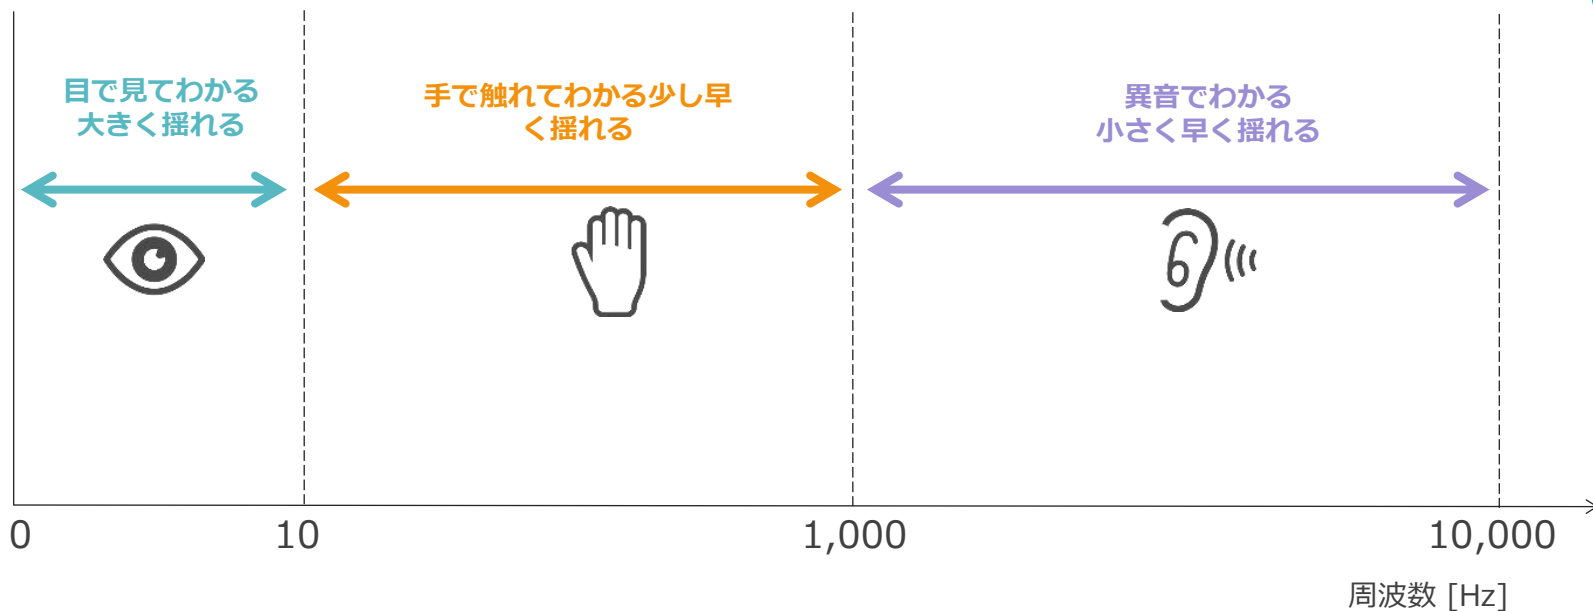 目で見てわかる
大きく揺れる
手で触れてわかる少し早
く揺れる
異音でわかる
小さく早く揺れる
0
10
1,000
10,000
周波数 [Hz]